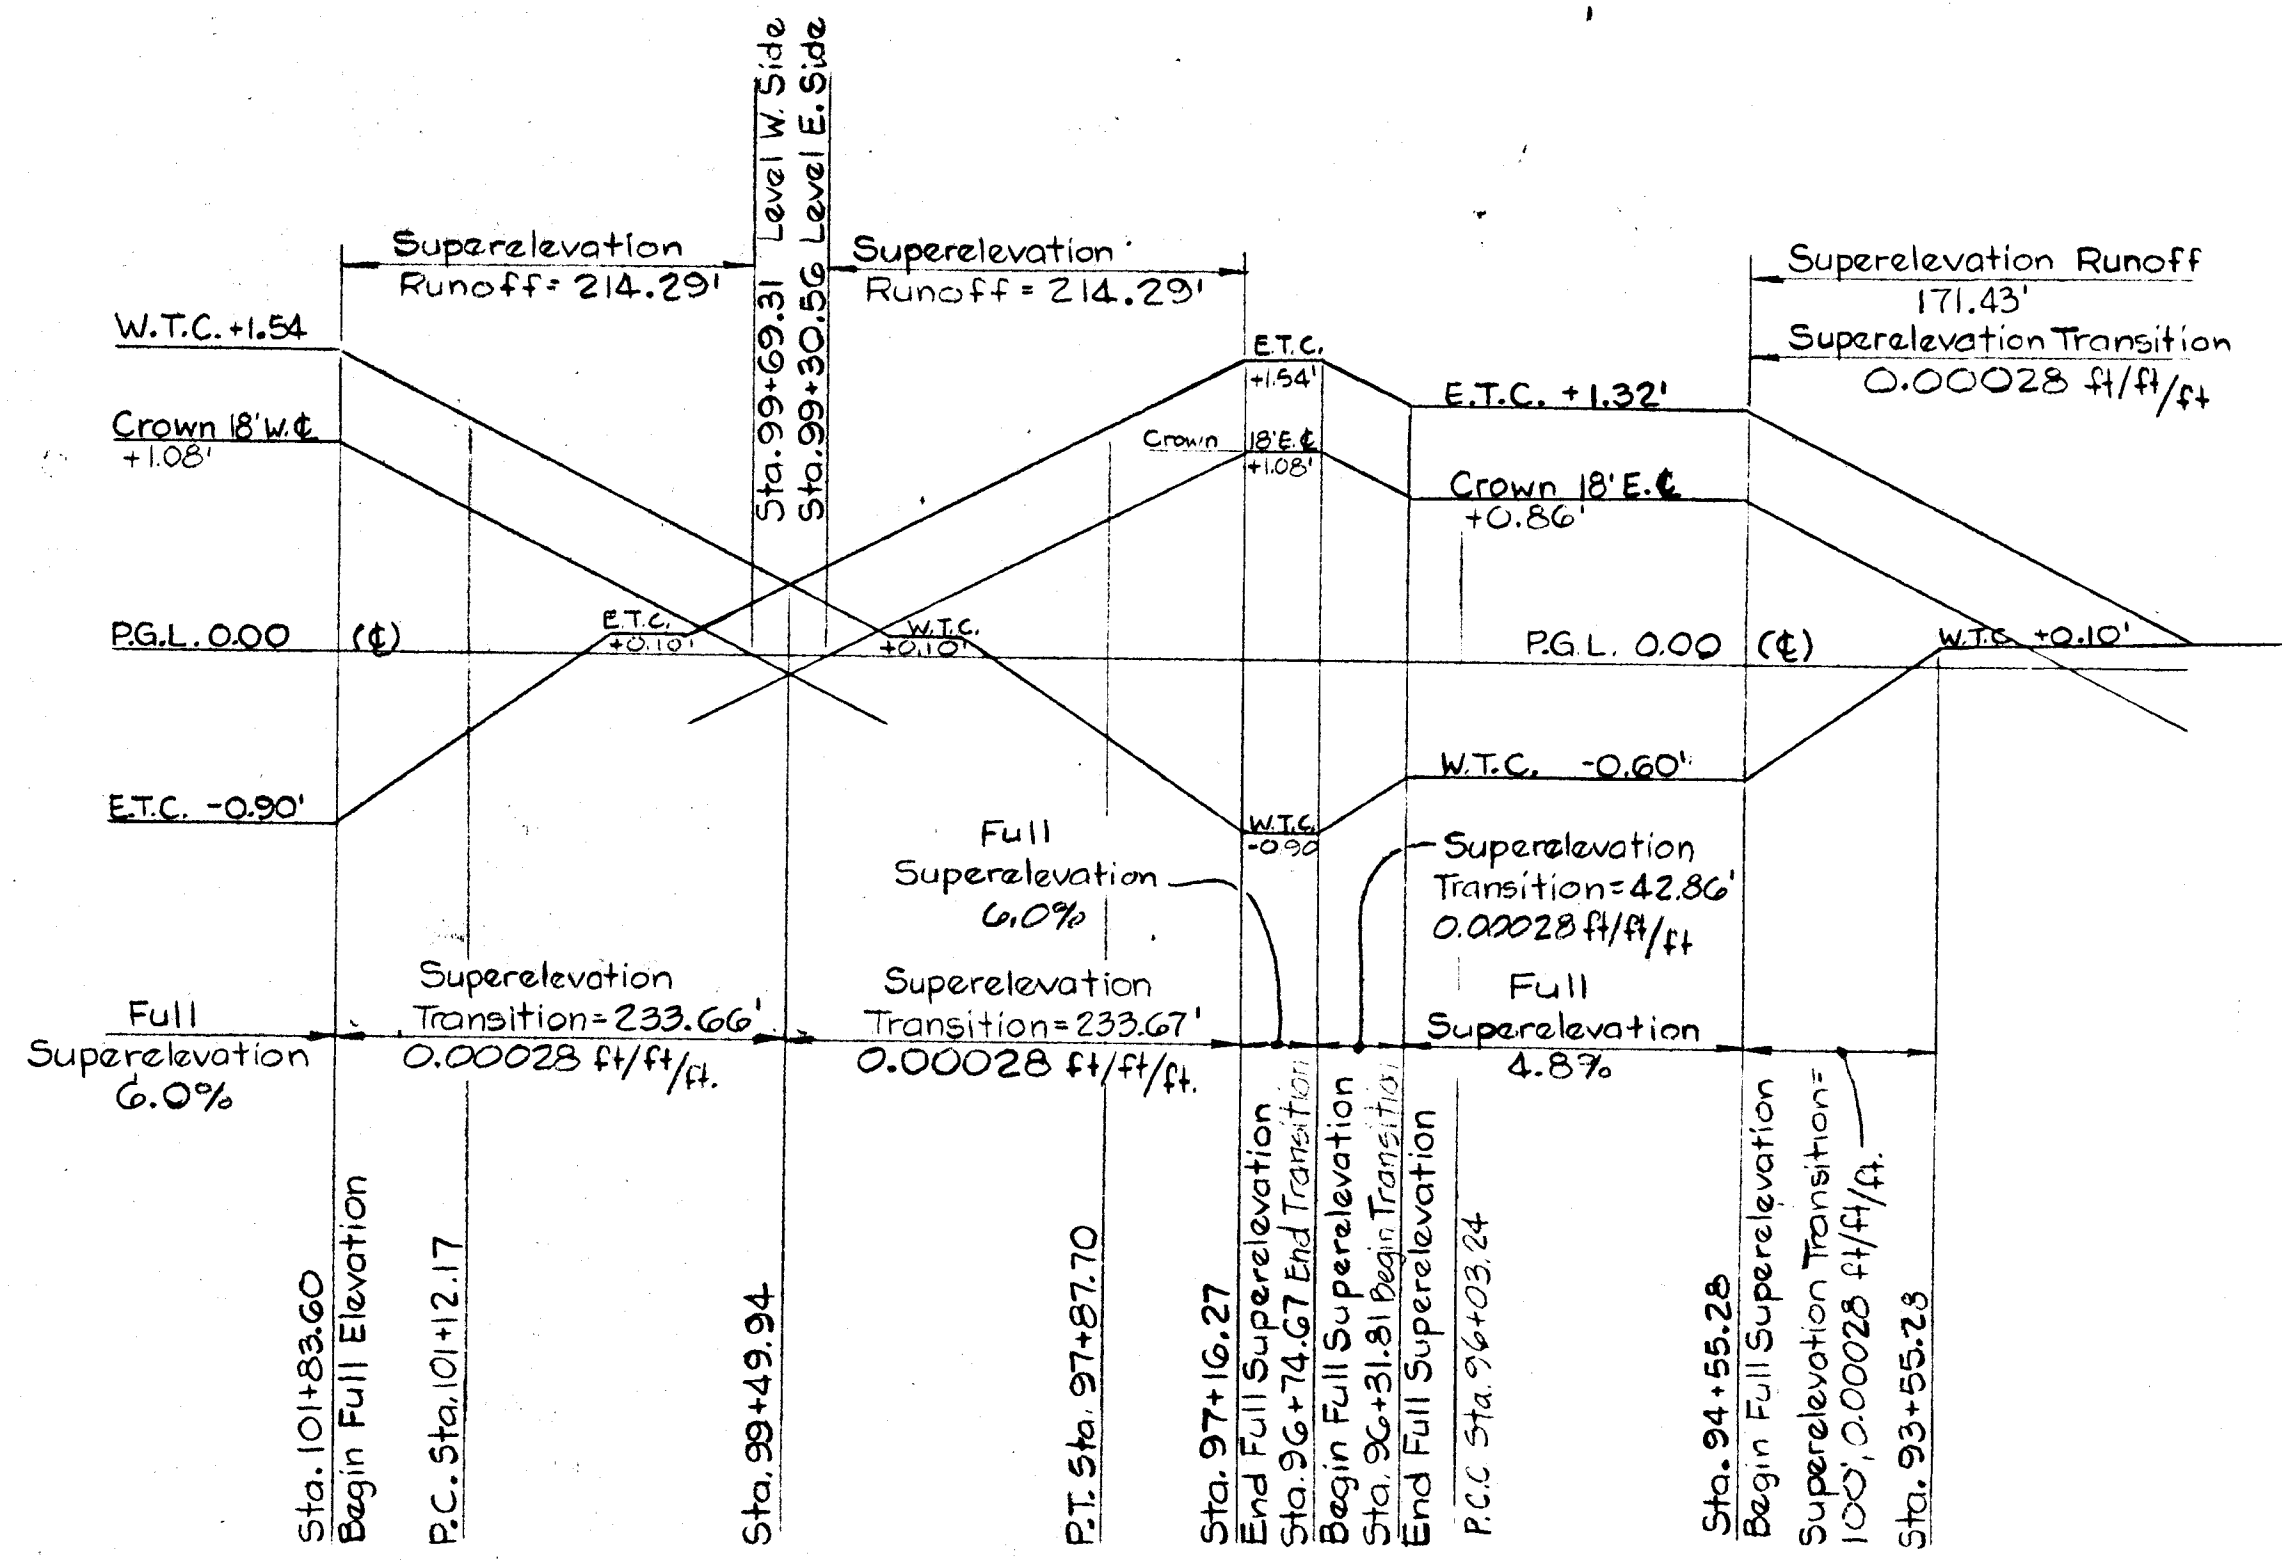 Sta. 99+69.31 Level W. Side
Sta. 99+30.56 Level E. Side
Superelevation
Runoff = 214.29'
Superelevation
Runoff = 214.29'
Superelevation Runoff
171.43'
Superelevation Transition
0.00028 ft/ft/ft
W.T.C. +1.54
Crown 18' W. ℄
+1.08'
P.G.L. 0.00 (℄)
E.T.C. -0.90'
E.T.C.
+0.10'
W.T.C.
+0.10'
E.T.C.
+1.54'
Crown 18' E. ℄
+1.08'
E.T.C. +1.32'
Crown 18' E. ℄
+0.86'
P.G.L. 0.00 (℄)
W.T.C. +0.10'
W.T.C. -0.60'
W.T.C.
-0.90
Full
Superelevation
6.0%
Superelevation
Transition = 42.86'
0.00028 ft/ft/ft
Full
Superelevation
6.0%
Superelevation
Transition = 233.66'
0.00028 ft/ft/ft.
Superelevation
Transition = 233.67'
0.00028 ft/ft/ft.
Full
Superelevation
4.8%
Sta. 101+83.60
Begin Full Elevation
P.C. Sta. 101+12.17
Sta. 99+49.94
P.T. Sta. 97+87.70
Sta. 97+16.27
End Full Superelevation
Sta. 96+74.67 End Transition
Begin Full Superelevation
Sta. 96+31.81 Begin Transition
End Full Superelevation
P.C.C. Sta. 96+03.24
Sta. 94+55.28
Begin Full Superelevation
Superelevation Transition =
100', 0.00028 ft/ft/ft.
Sta. 93+55.28